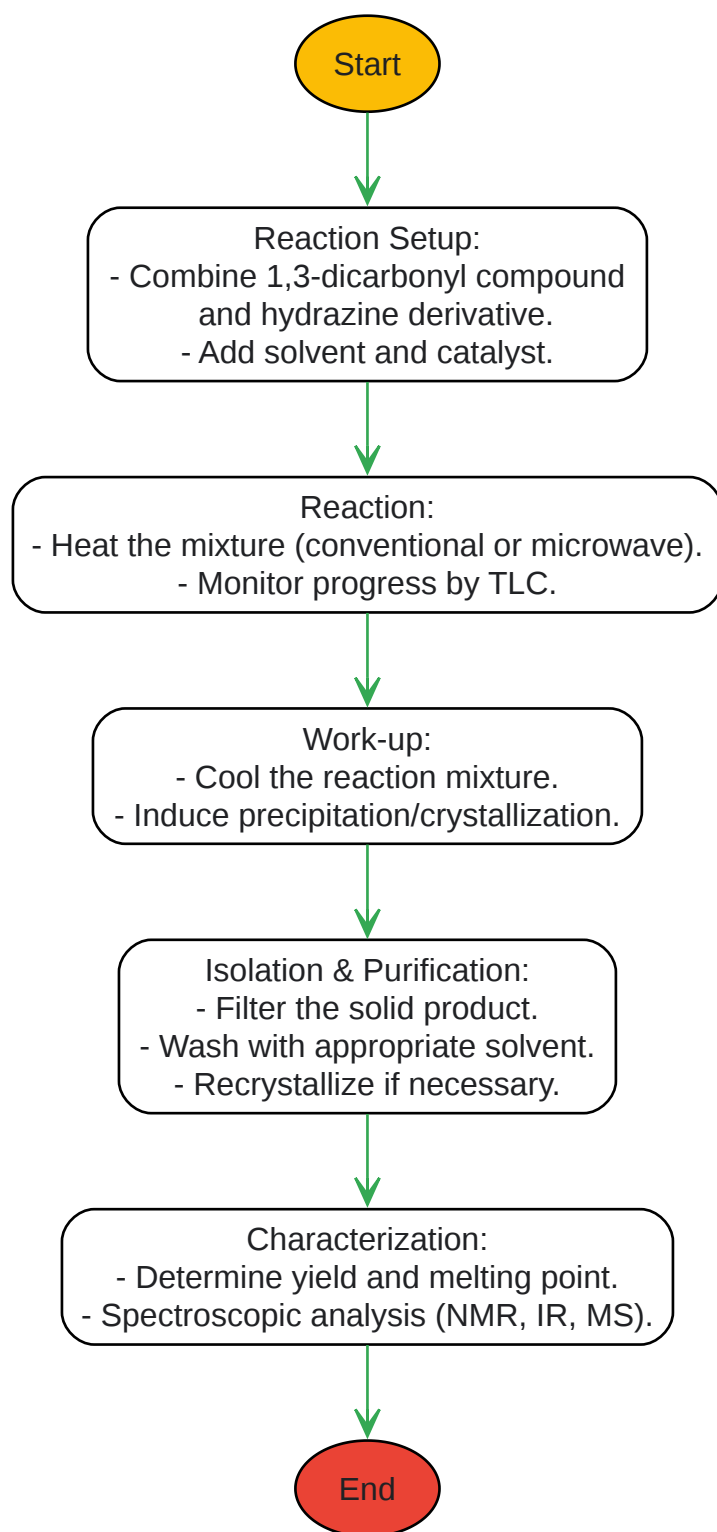 Start
Reaction Setup:
- Combine 1,3-dicarbonyl compound
and hydrazine derivative.
- Add solvent and catalyst.
Reaction:
- Heat the mixture (conventional or microwave).
- Monitor progress by TLC.
Work-up:
- Cool the reaction mixture.
- Induce precipitation/crystallization.
Isolation & Purification:
- Filter the solid product.
- Wash with appropriate solvent.
- Recrystallize if necessary.
Characterization:
- Determine yield and melting point.
- Spectroscopic analysis (NMR, IR, MS).
End